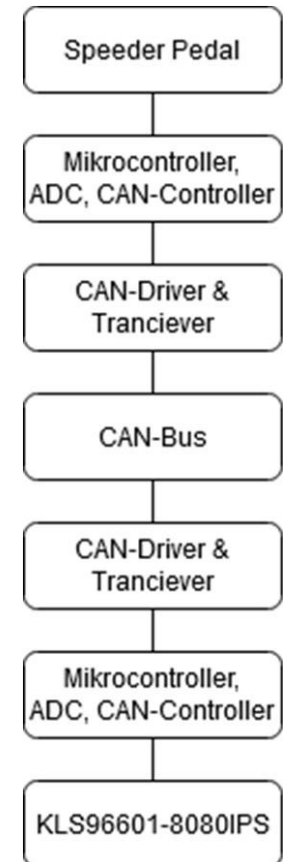 Speeder Pedal
Mikrocontroller,
ADC, CAN-Controller
CAN-Driver &
Tranciever
CAN-Bus
CAN-Driver &
Tranciever
Mikrocontroller,
ADC, CAN-Controller
KLS96601-8080IPS